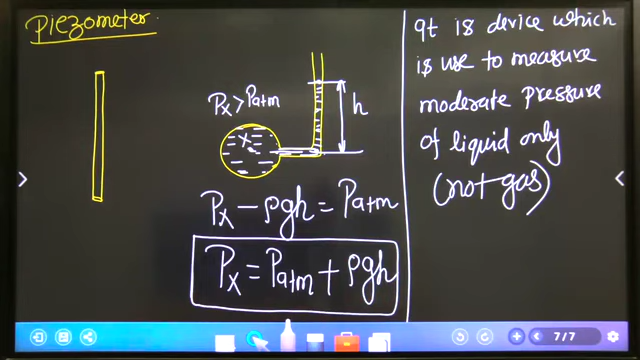 Piezometer
Px > Patm
h
X
Px - ρgh = Patm
Px = Patm + ρgh
9t is device which
is use to measure
moderate pressure
of liquid only
(not gas)
7/7